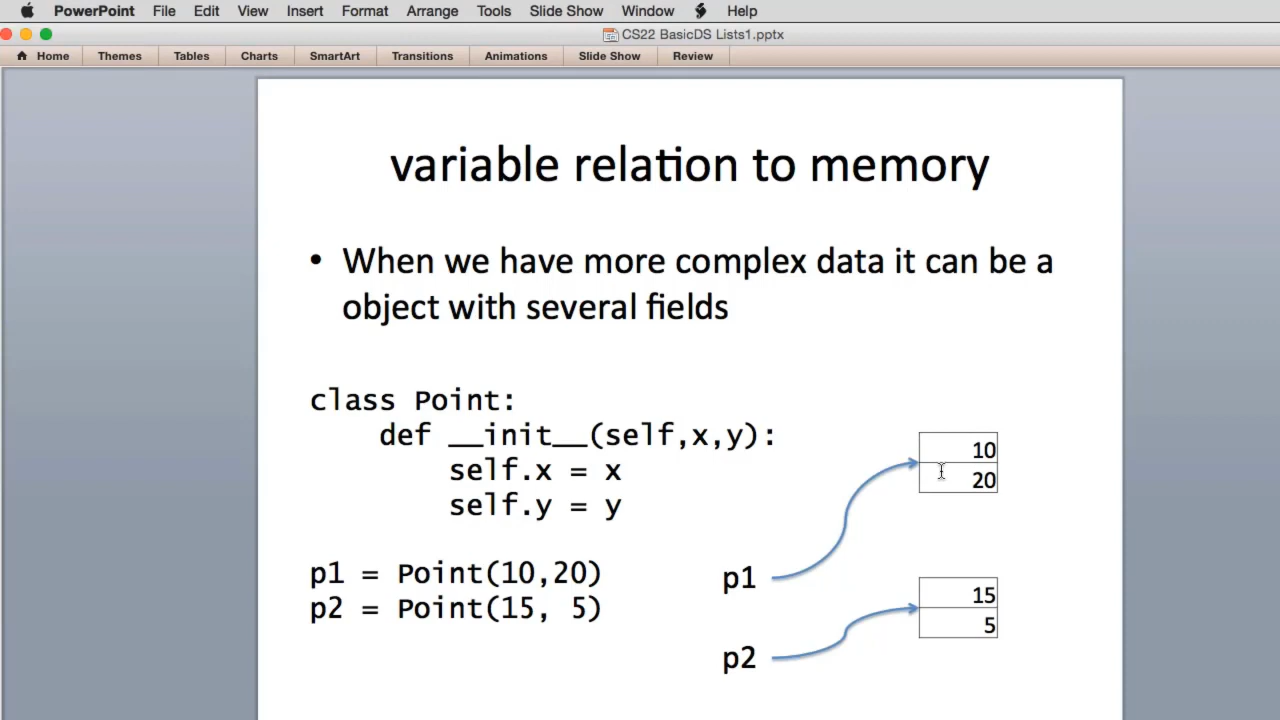 PowerPoint File Edit View Insert Format Arrange Tools Slide Show Window Help
CS22 BasicDS Lists1.pptx
Home Themes Tables Charts SmartArt Transitions Animations Slide Show Review
variable relation to memory
• When we have more complex data it can be a
object with several fields
class Point:
def __init__(self,x,y):
self.x = x
self.y = y
p1 = Point(10,20)
p2 = Point(15, 5)
10
20
p1
15
5
p2